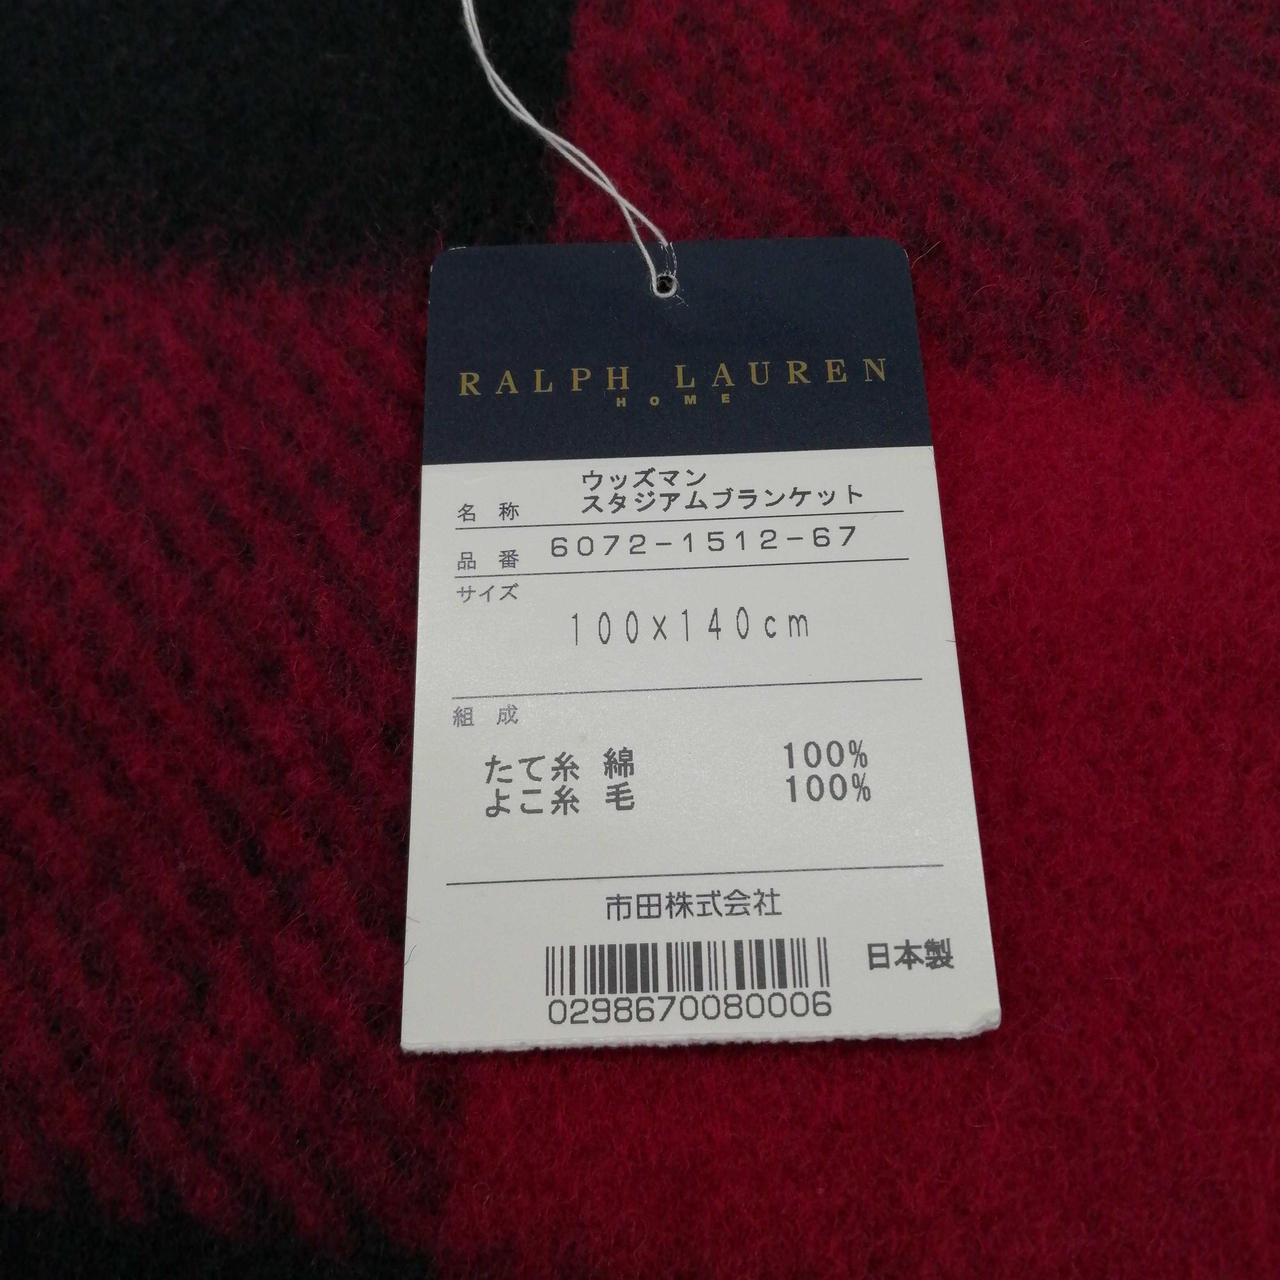 RALPH LAUREN
HOME
名 称 ウッズマン
スタジアムブランケット
品 番 6072-1512-67
サイズ
100×140cm
組 成
たて糸 綿 100%
よこ糸 毛 100%
市田株式会社
日本製
0298670080006